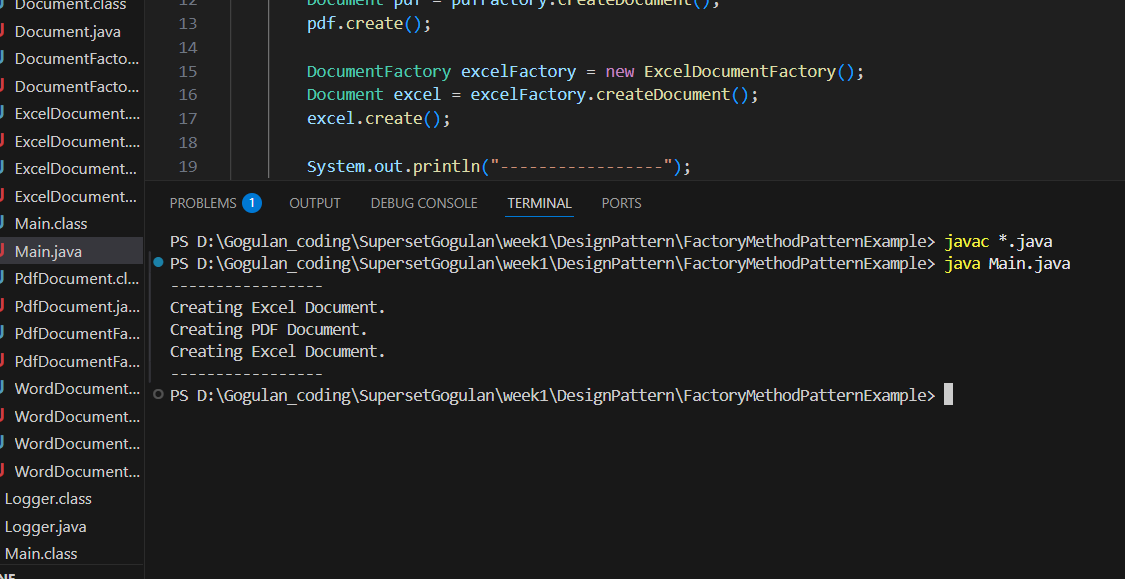 Document.class
Document.java
DocumentFacto...
DocumentFacto...
ExcelDocument....
ExcelDocument....
ExcelDocument...
ExcelDocument...
Main.class
Main.java
PdfDocument.cl...
PdfDocument.ja...
PdfDocumentFa...
PdfDocumentFa...
WordDocument...
WordDocument...
WordDocument...
WordDocument...
Logger.class
Logger.java
Main.class
12 Document pdf = pdfFactory.createDocument();
13 pdf.create();
14
15 DocumentFactory excelFactory = new ExcelDocumentFactory();
16 Document excel = excelFactory.createDocument();
17 excel.create();
18
19 System.out.println("-----------------");
PROBLEMS 1 OUTPUT DEBUG CONSOLE TERMINAL PORTS
PS D:\Gogulan_coding\SupersetGogulan\week1\DesignPattern\FactoryMethodPatternExample> javac *.java
PS D:\Gogulan_coding\SupersetGogulan\week1\DesignPattern\FactoryMethodPatternExample> java Main.java
-----------------
Creating Excel Document.
Creating PDF Document.
Creating Excel Document.
-----------------
PS D:\Gogulan_coding\SupersetGogulan\week1\DesignPattern\FactoryMethodPatternExample>